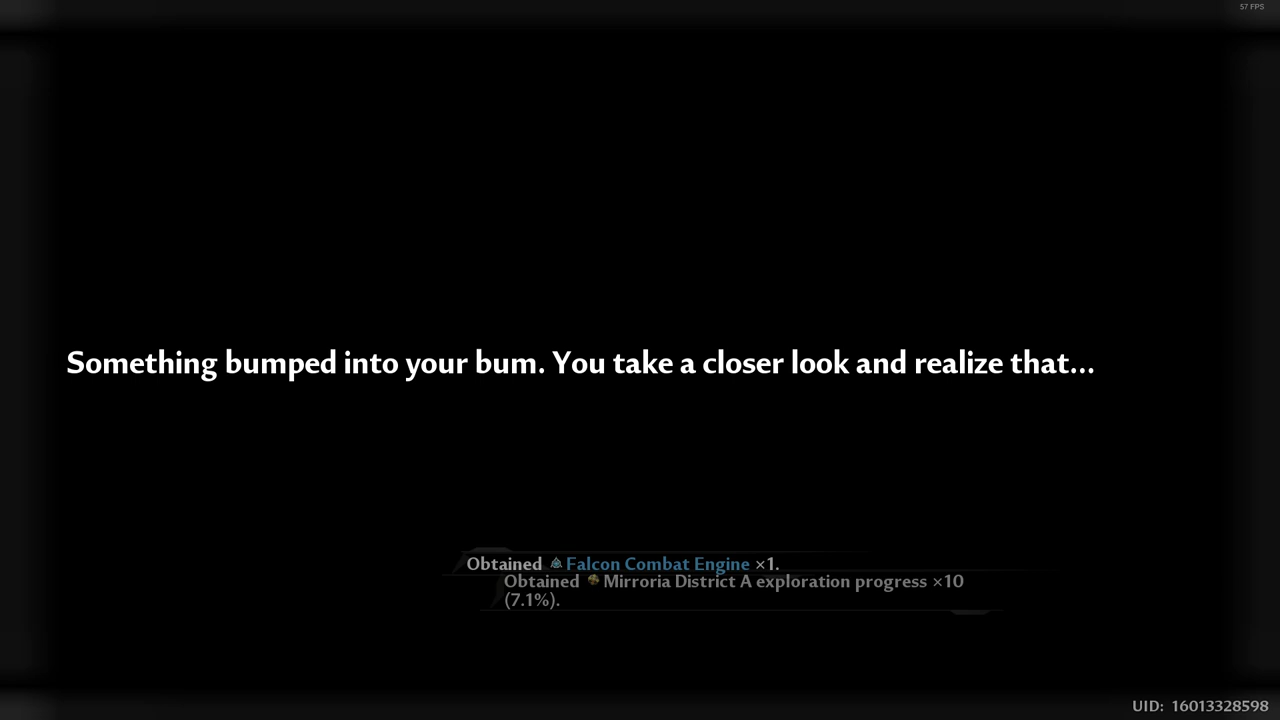 57 FPS
Something bumped into your bum. You take a closer look and realize that...
Obtained Falcon Combat Engine ×1.
Obtained Mirroria District A exploration progress ×10
(7.1%).
UID: 16013328598